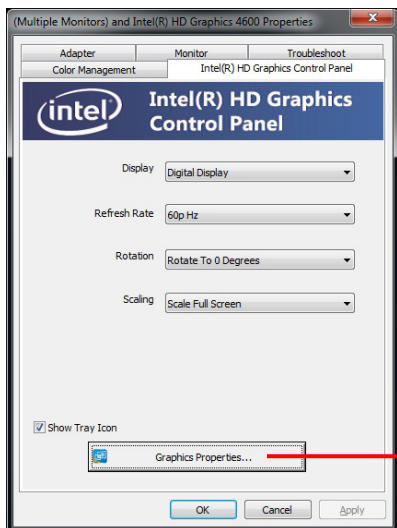 (Multiple Monitors) and Intel(R) HD Graphics 4600 Properties
Adapter Monitor Troubleshoot
Color Management Intel(R) HD Graphics Control Panel
intel Intel(R) HD Graphics
Control Panel
Display Digital Display
Refresh Rate 60p Hz
Rotation Rotate To 0 Degrees
Scaling Scale Full Screen
Show Tray Icon
Graphics Properties...
OK Cancel Apply